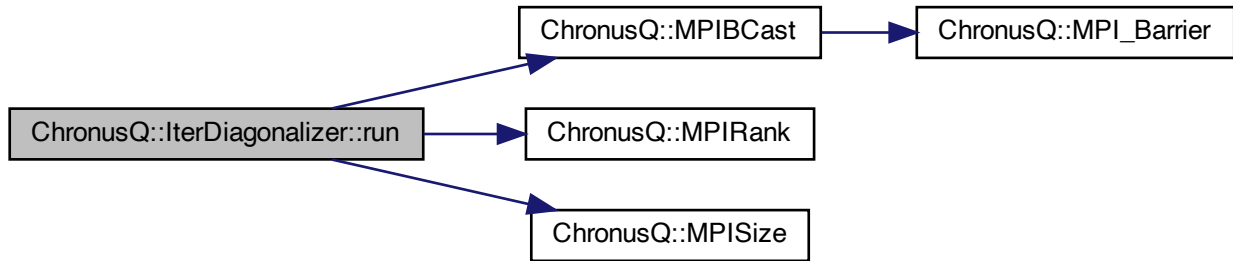 ChronusQ::MPIBCast
ChronusQ::MPI_Barrier
ChronusQ::IterDiagonalizer::run
ChronusQ::MPIRank
ChronusQ::MPISize